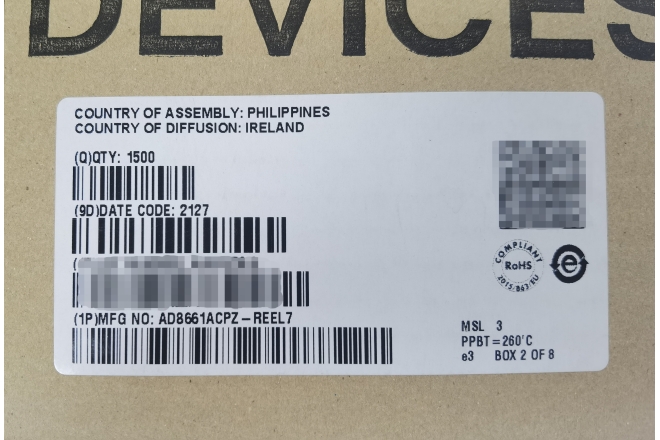 DEVICES
COUNTRY OF ASSEMBLY: PHILIPPINES
COUNTRY OF DIFFUSION: IRELAND
(Q)QTY: 1500
(9D)DATE CODE: 2127
(1P)MFG NO: AD8661ACPZ-REEL7
COMPLIANT
RoHS
2015/863/EU
e
MSL 3
PPBT=260°C
e3 BOX 2 OF 8